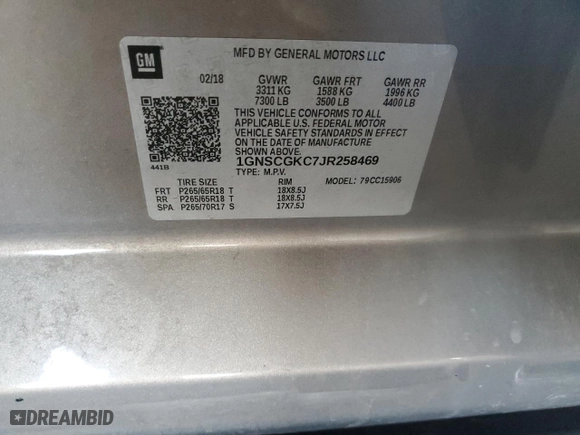 GM
MFD BY GENERAL MOTORS LLC
02/18 GVWR GAWR FRT GAWR RR
3311 KG 1588 KG 1996 KG
7300 LB 3500 LB 4400 LB
THIS VEHICLE CONFORMS TO ALL
APPLICABLE U.S. FEDERAL MOTOR
VEHICLE SAFETY STANDARDS IN EFFECT
ON THE DATE OF MANUFACTURE
SHOWN ABOVE.
441B 1GNSCGKC7JR258469
TYPE: M.P.V. MODEL: 79CC15906
TIRE SIZE RIM
FRT P265/65R18 T 18X8.5J
RR P265/65R18 T 18X8.5J
SPA P265/70R17 S 17X7.5J
DREAMBID